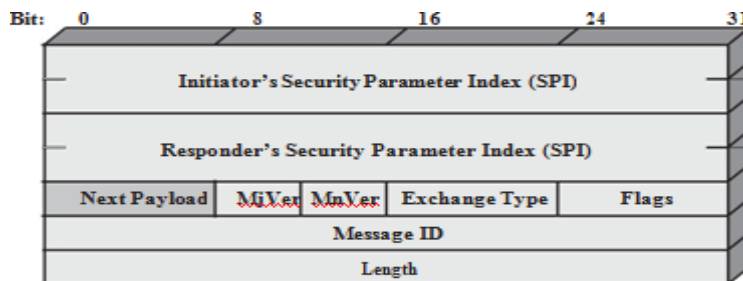 Bit: 0 8 16 24 31
Initiator's Security Parameter Index (SPI)
Responder's Security Parameter Index (SPI)
Next Payload MjVer MnVer Exchange Type Flags
Message ID
Length